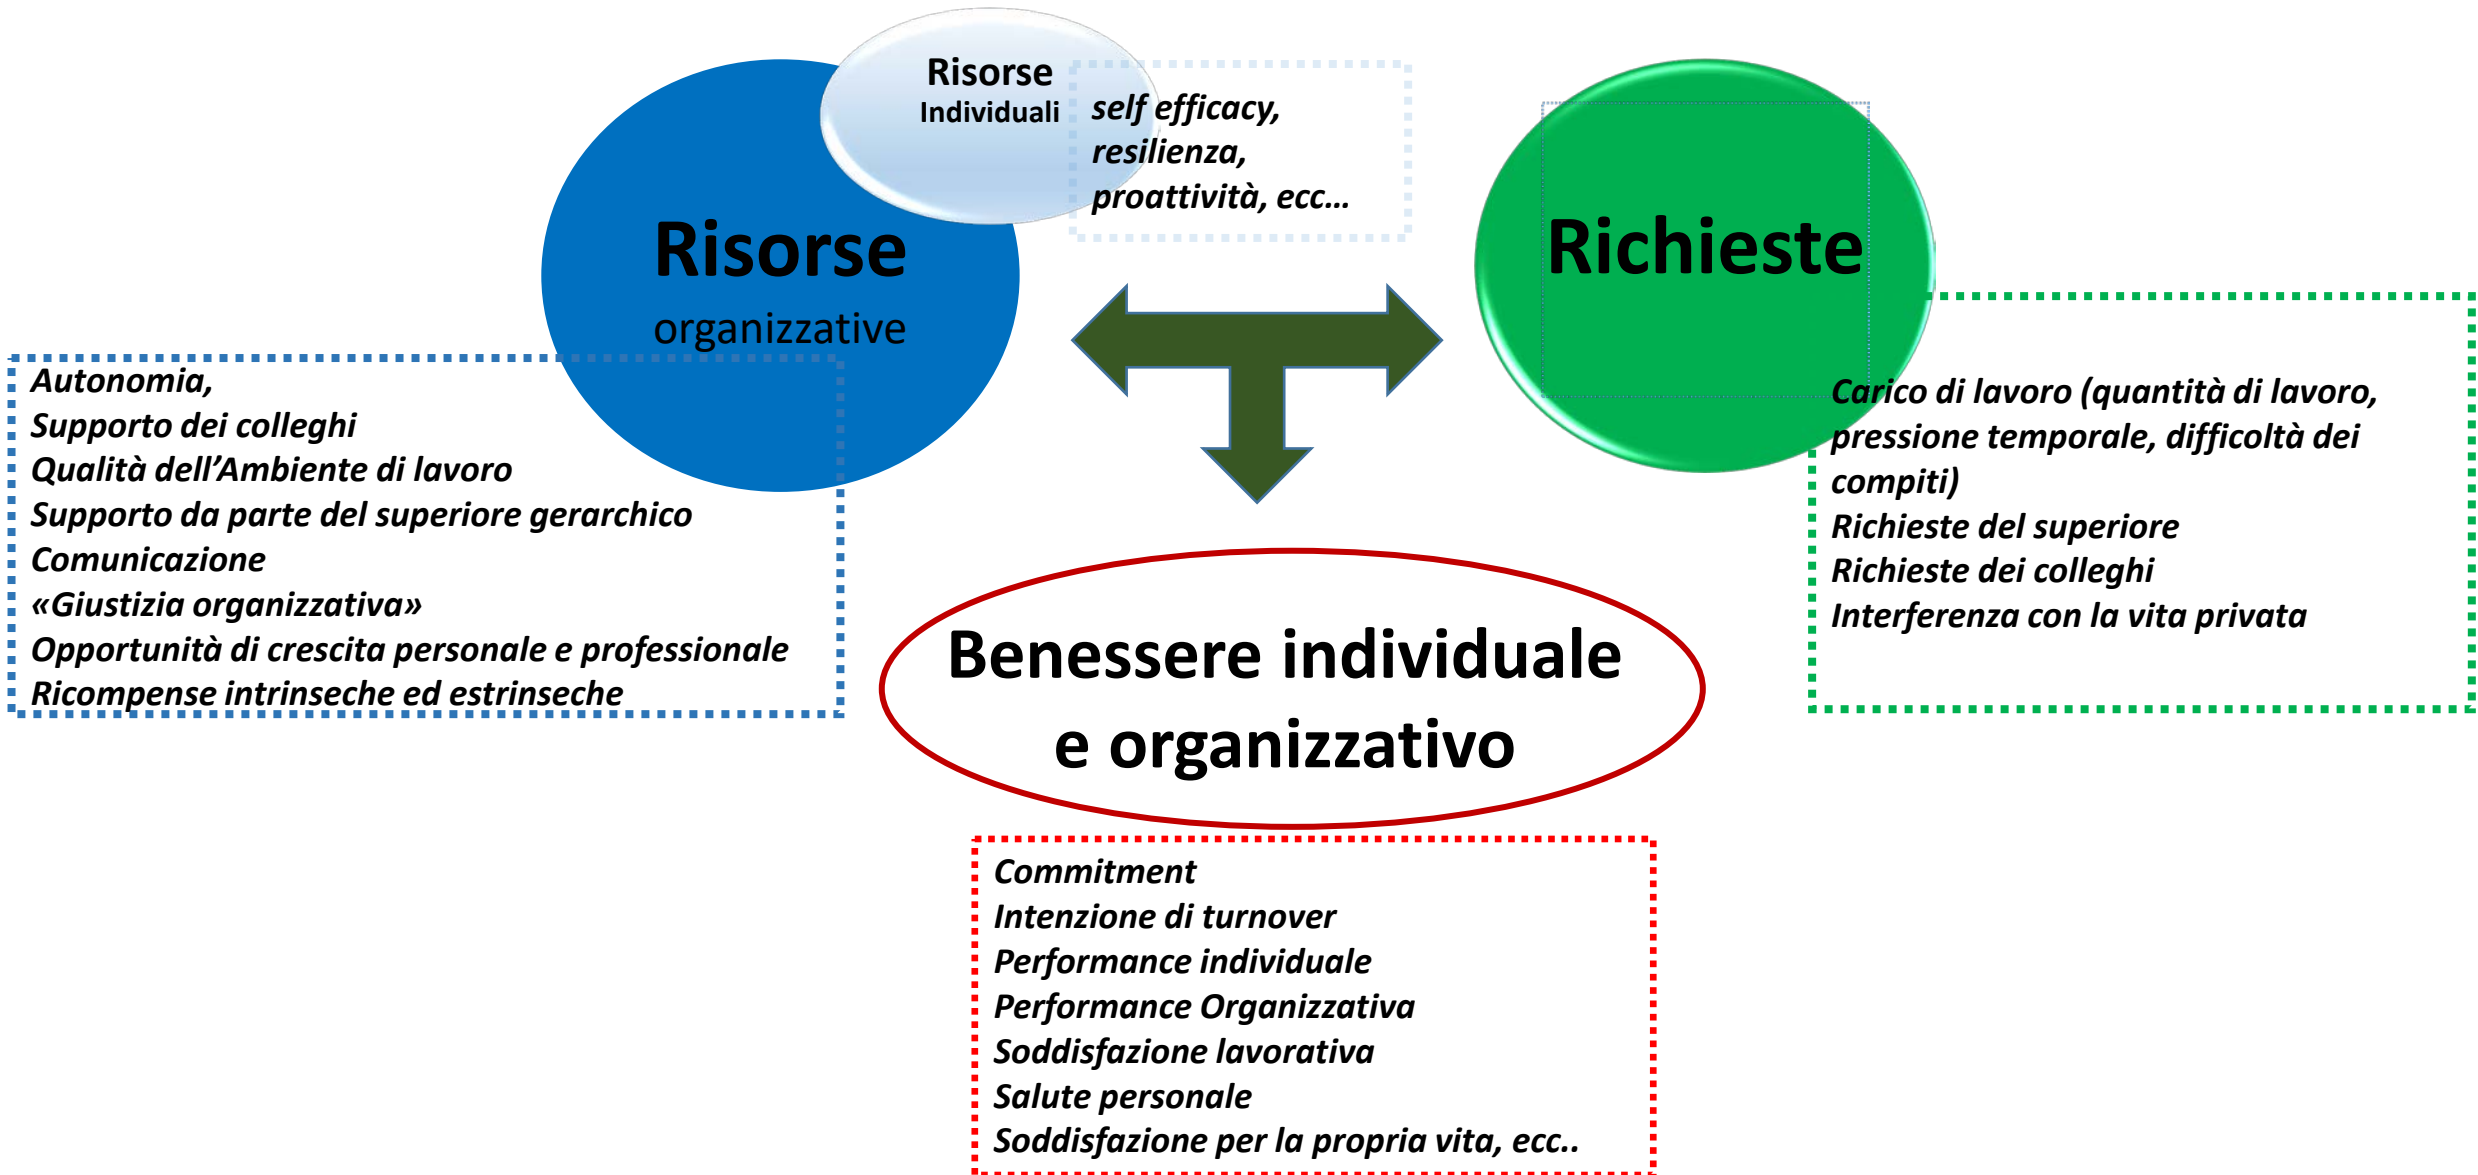 Risorse
Individuali
self efficacy,
resilienza,
proattività, ecc...
Risorse
organizzative
Richieste
Autonomia,
Supporto dei colleghi
Qualità dell’Ambiente di lavoro
Supporto da parte del superiore gerarchico
Comunicazione
«Giustizia organizzativa»
Opportunità di crescita personale e professionale
Ricompense intrinseche ed estrinseche
Carico di lavoro (quantità di lavoro,
pressione temporale, difficoltà dei
compiti)
Richieste del superiore
Richieste dei colleghi
Interferenza con la vita privata
Benessere individuale
e organizzativo
Commitment
Intenzione di turnover
Performance individuale
Performance Organizzativa
Soddisfazione lavorativa
Salute personale
Soddisfazione per la propria vita, ecc..